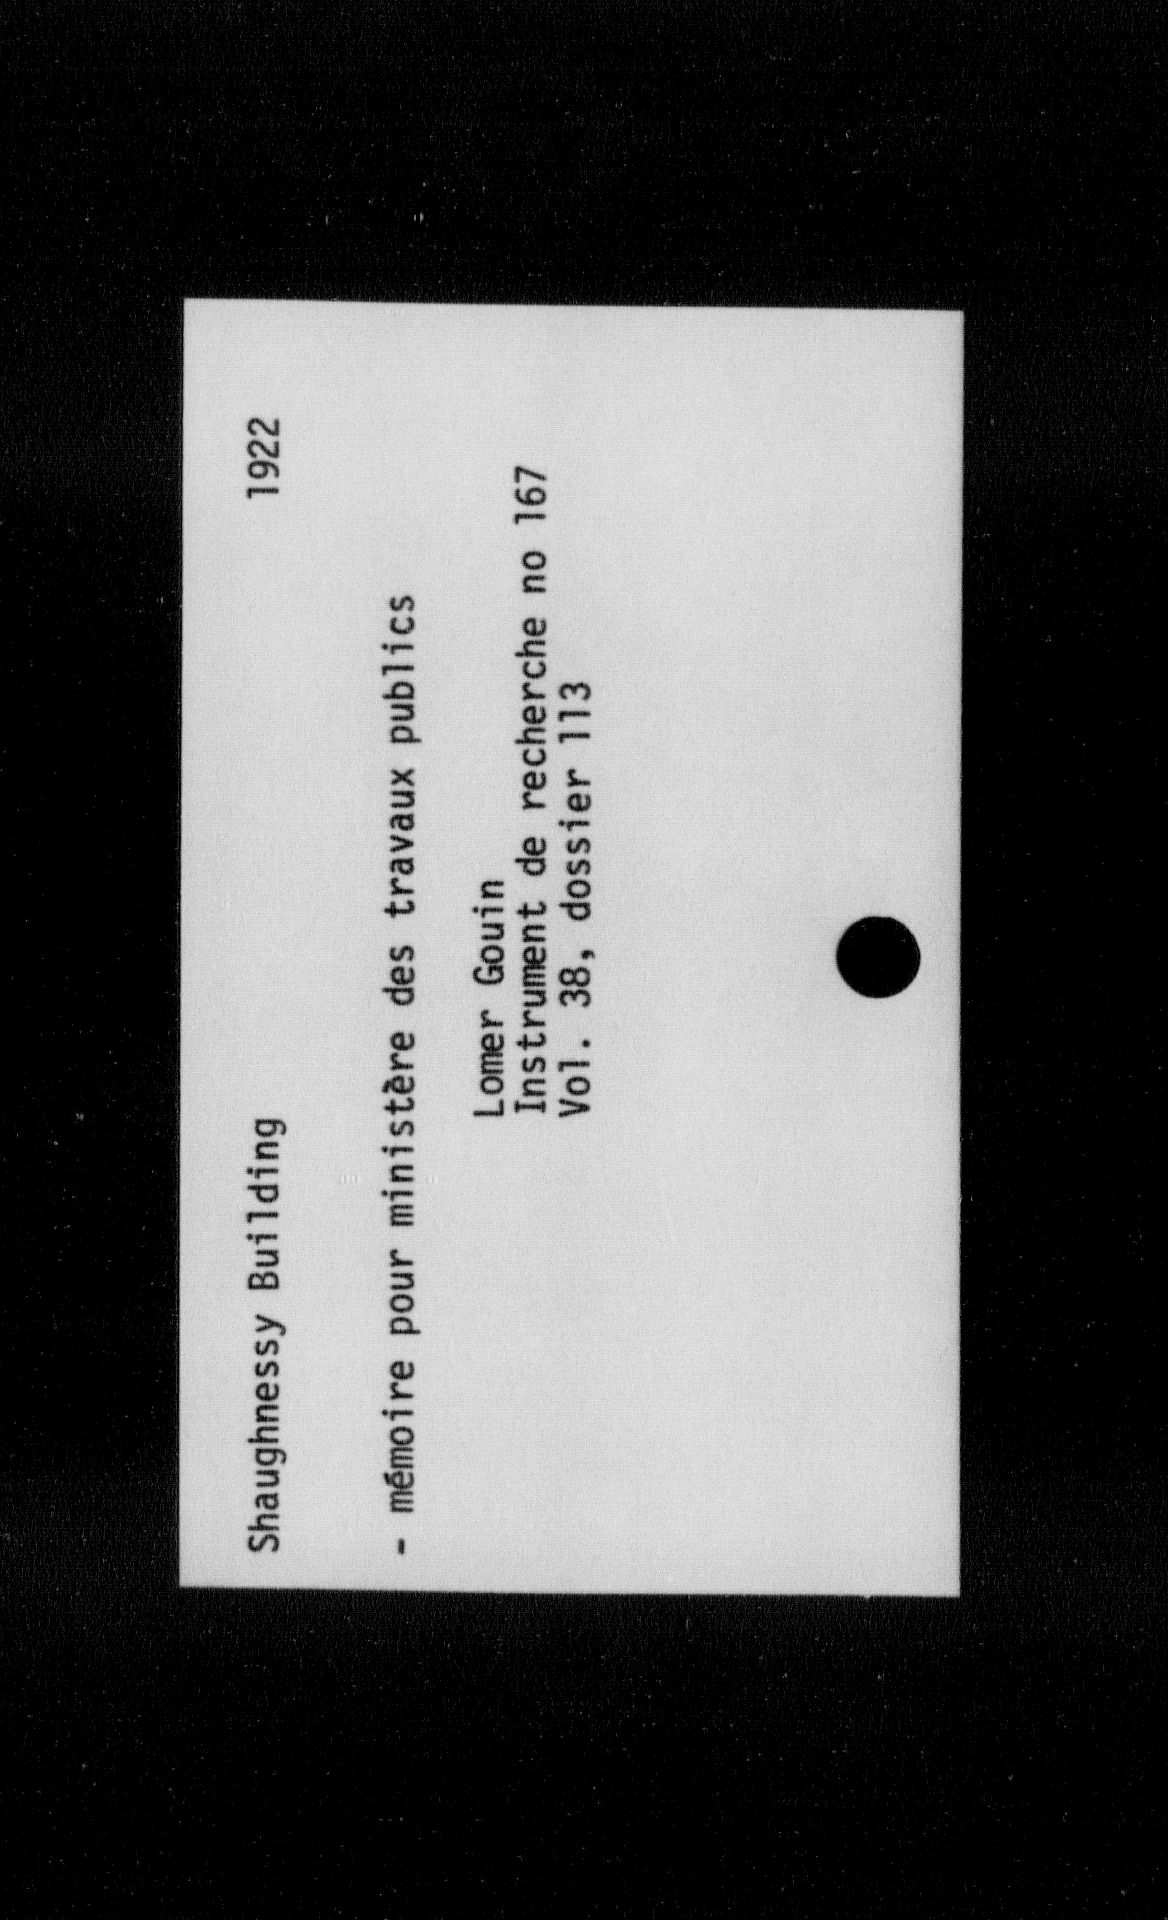 Shaughnessy Building 1922
- mémoire pour ministère des travaux publics
Lomer Gouin
Instrument de recherche no 167
Vol. 38, dossier 113